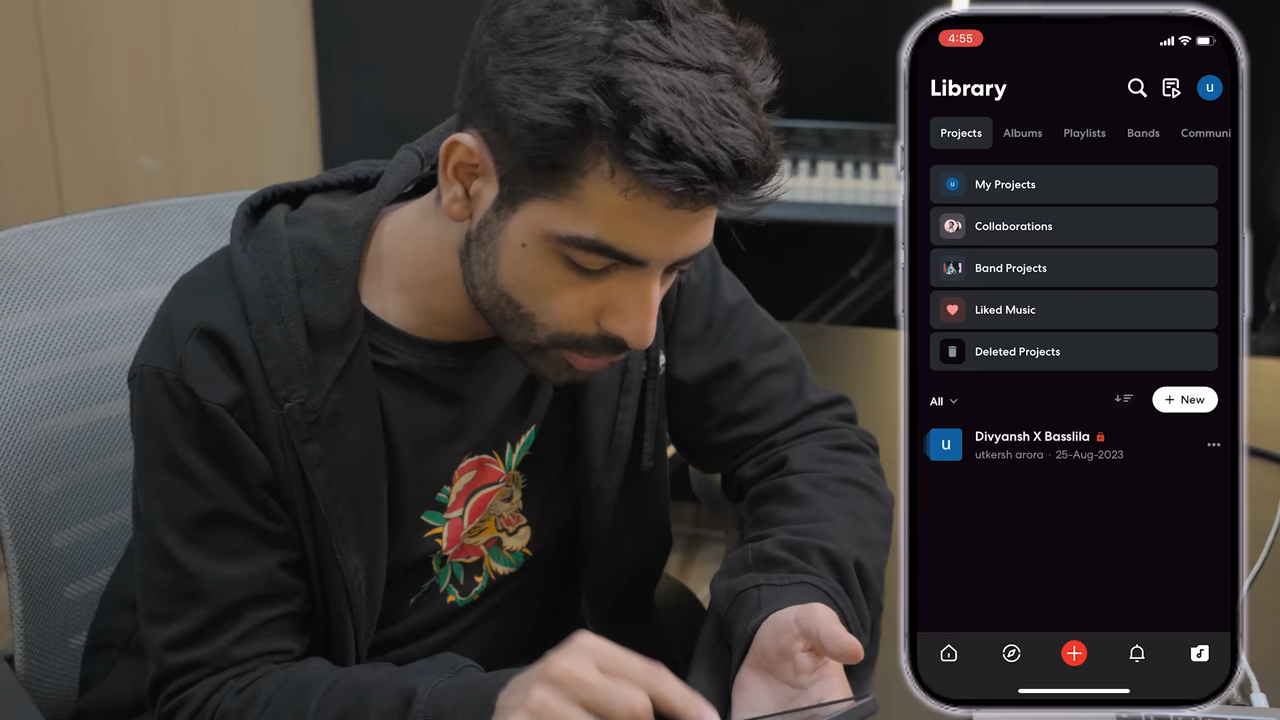 4:55
Library
u
Projects Albums Playlists Bands Communi
u My Projects
Collaborations
Band Projects
Liked Music
Deleted Projects
All
+ New
u
Divyansh X Basslila
utkersh arora · 25-Aug-2023